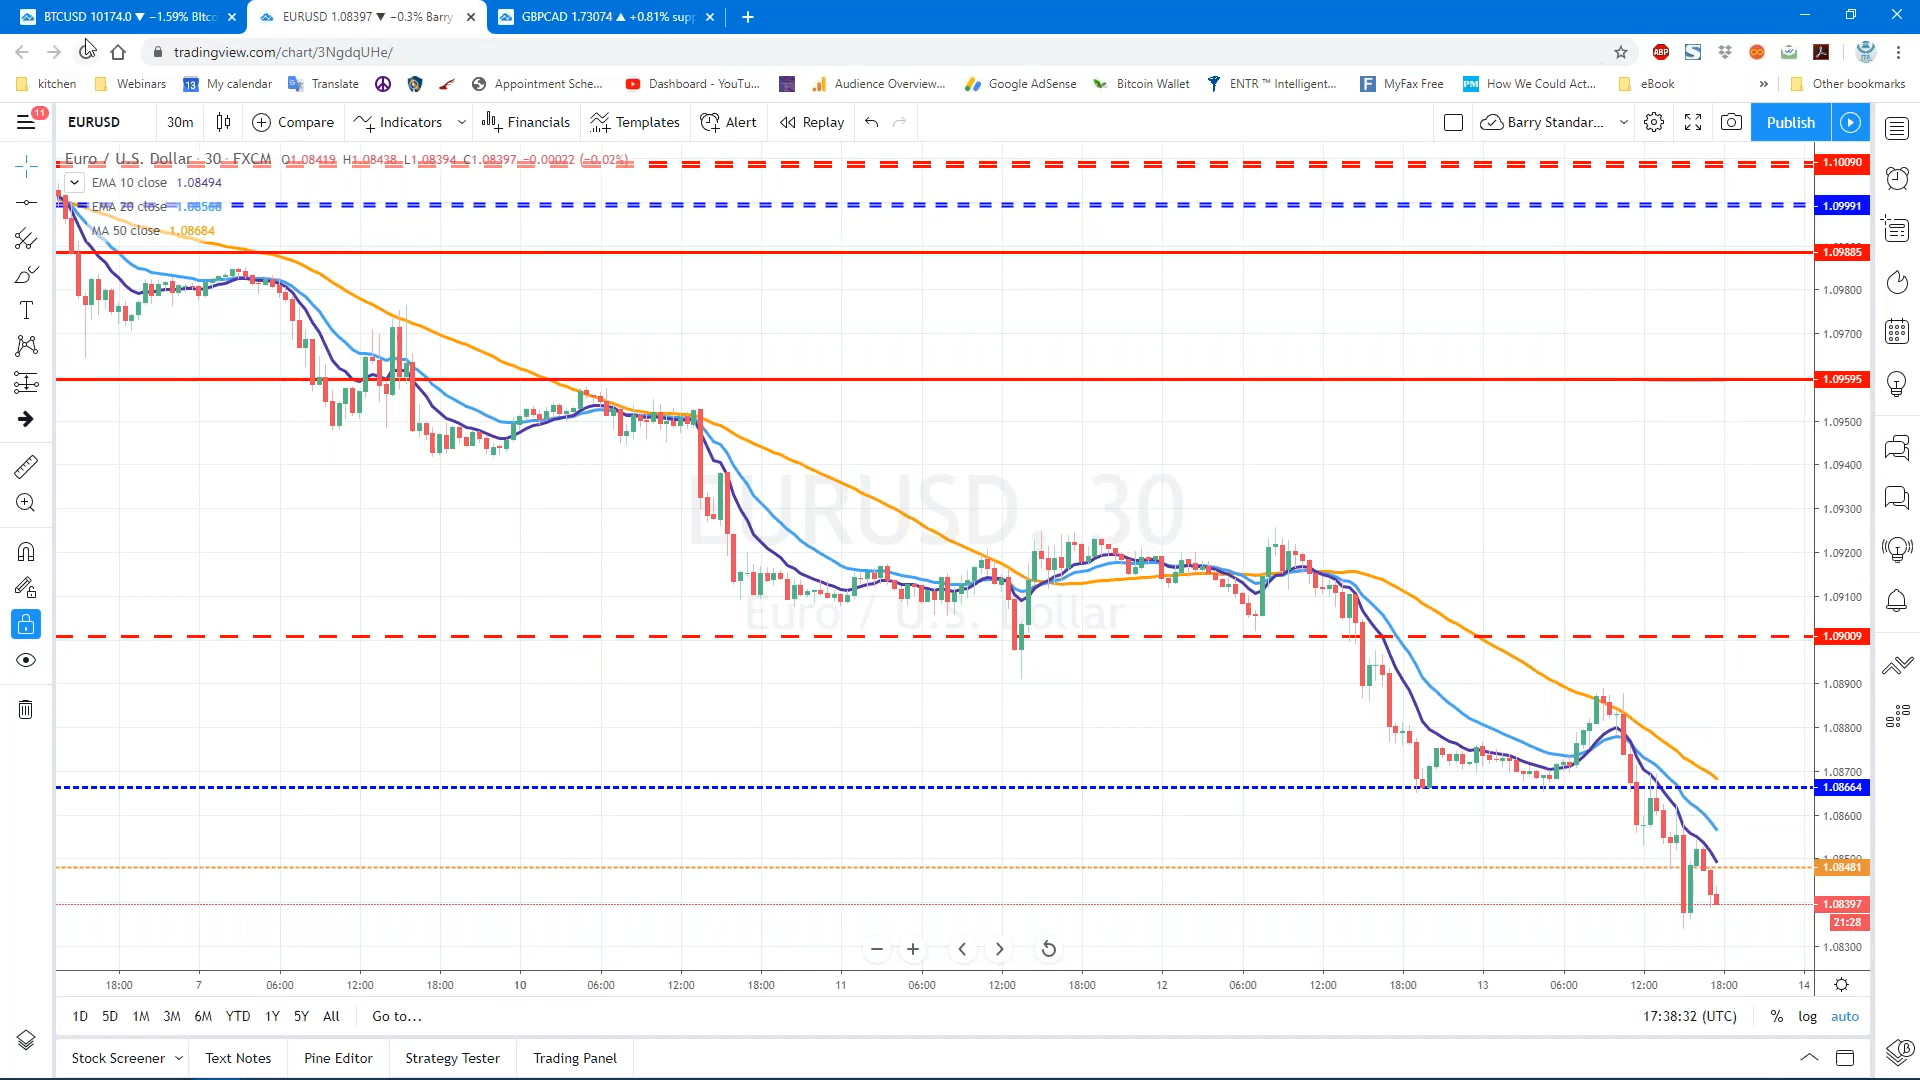 BTCUSD 10174.0 ▼ −1.59% Bitco
EURUSD 1.08397 ▼ −0.3% Barry
GBPCAD 1.73074 ▲ +0.81% supp
tradingview.com/chart/3NgdqUHe/
ABP
kitchen
Webinars
13 My calendar
Translate
Appointment Sche...
Dashboard - YouTu...
Audience Overview...
Google AdSense
Bitcoin Wallet
ENTR ™ Intelligent...
F MyFax Free
PM How We Could Act...
eBook
»
Other bookmarks
11
EURUSD
30m
Compare
Indicators
Financials
Templates
Alert
Replay
Barry Standar...
Publish
Euro / U.S. Dollar · 30 · FXCM O1.08419 H1.08438 L1.08394 C1.08397 −0.00022 (−0.02%)
EMA 10 close 1.08494
EMA 20 close 1.08568
MA 50 close 1.08684
EURUSD, 30
Euro / U.S. Dollar
1.10090
1.09991
1.09885
1.09800
1.09700
1.09595
1.09500
1.09400
1.09300
1.09200
1.09100
1.09009
1.08900
1.08800
1.08700
1.08664
1.08600
1.08500
1.08481
1.08397
21:28
1.08300
18:00 7 06:00 12:00 18:00 10 06:00 12:00 18:00 11 06:00 12:00 18:00 12 06:00 12:00 18:00 13 06:00 12:00 18:00 14
1D 5D 1M 3M 6M YTD 1Y 5Y All Go to...
17:38:32 (UTC) % log auto
Stock Screener Text Notes Pine Editor Strategy Tester Trading Panel